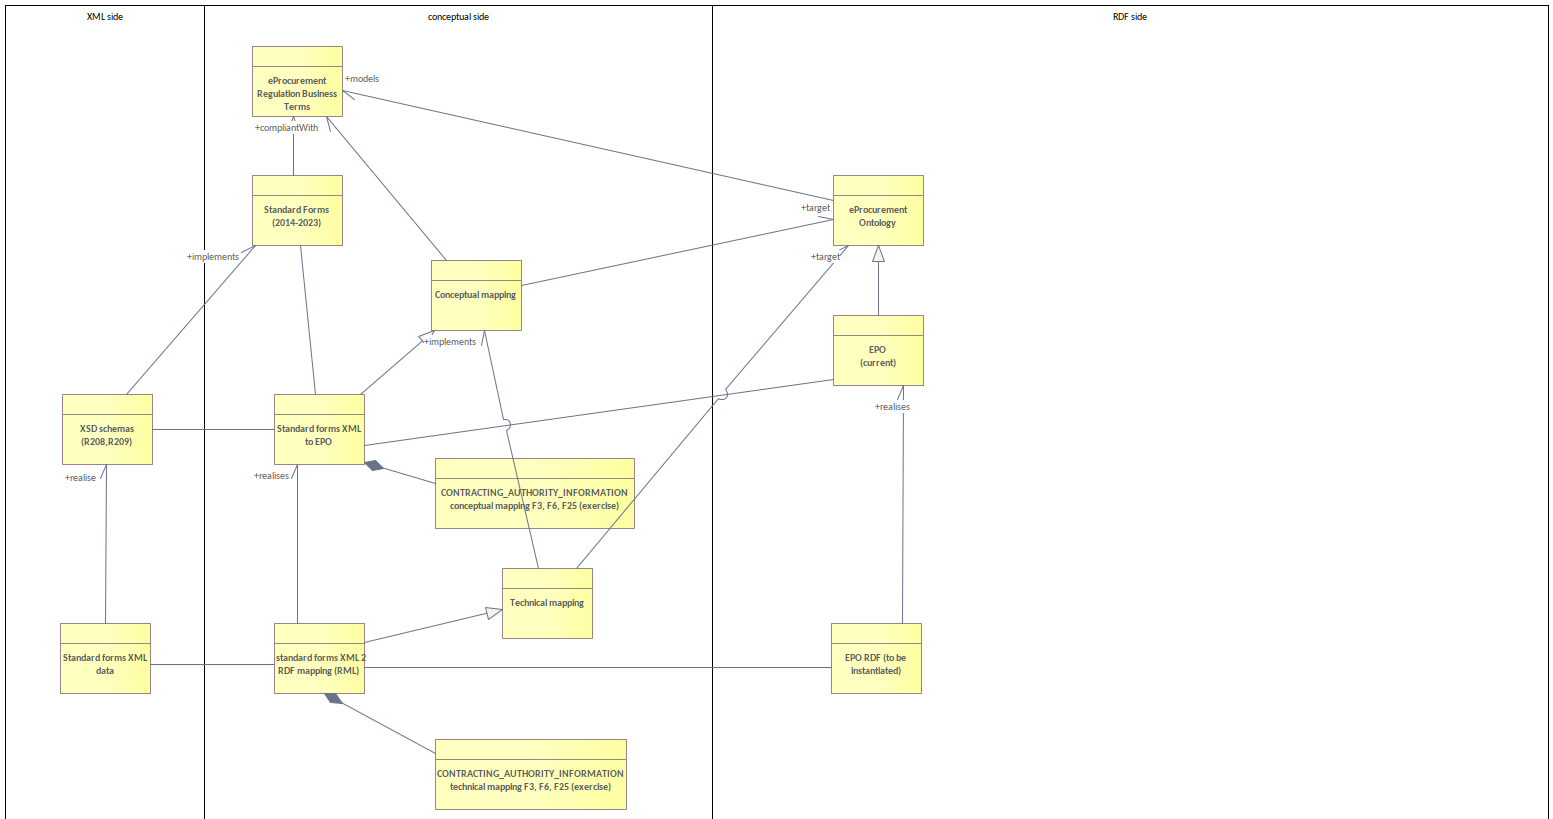 XML side
conceptual side
RDF side
eProcurement
Regulation Business
Terms
+models
+compliantWith
Standard Forms
(2014-2023)
+target
eProcurement
Ontology
+implements
+target
Conceptual mapping
+implements
EPO
(current)
+realises
XSD schemas
(R208,R209)
Standard forms XML
to EPO
+realise
+realises
CONTRACTING_AUTHORITY_INFORMATION
conceptual mapping F3, F6, F25 (exercise)
Technical mapping
Standard forms XML
data
standard forms XML 2
RDF mapping (RML)
EPO RDF (to be
instantiated)
CONTRACTING_AUTHORITY_INFORMATION
technical mapping F3, F6, F25 (exercise)